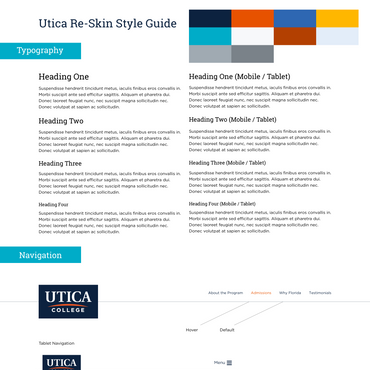 Utica Re-Skin Style Guide
Typography
Heading One
Suspendisse hendrerit tincidunt metus, iaculis finibus eros convallis in.
Morbi suscipit ante sed efficitur sagittis. Aliquam et pharetra dui.
Donec laoreet feugiat nunc, nec mauris magna sollicitudin nec.
Donec volutpat at sapien ac sollicitudin.
Heading Two
Suspendisse hendrerit tincidunt metus, iaculis finibus eros convallis in.
Morbi suscipit ante sed efficitur sagittis. Aliquam et pharetra dui.
Donec laoreet feugiat nunc, nec mauris magna sollicitudin nec.
Donec volutpat at sapien ac sollicitudin.
Heading Three
Suspendisse hendrerit tincidunt metus, iaculis finibus eros convallis in.
Morbi suscipit ante sed efficitur sagittis. Aliquam et pharetra dui.
Donec laoreet feugiat nunc, nec mauris magna sollicitudin nec.
Donec volutpat at sapien ac sollicitudin.
Heading Four
Suspendisse hendrerit tincidunt metus, iaculis finibus eros convallis in.
Morbi suscipit ante sed efficitur sagittis. Aliquam et pharetra dui.
Donec laoreet feugiat nunc, nec mauris magna sollicitudin nec.
Donec volutpat at sapien ac sollicitudin.
Heading One (Mobile / Tablet)
Suspendisse hendrerit tincidunt metus, iaculis finibus eros convallis in.
Morbi suscipit ante sed efficitur sagittis. Aliquam et pharetra dui.
Donec laoreet feugiat nunc, nec mauris magna sollicitudin nec.
Donec volutpat at sapien ac sollicitudin.
Heading Two (Mobile / Tablet)
Suspendisse hendrerit tincidunt metus, iaculis finibus eros convallis in.
Morbi suscipit ante sed efficitur sagittis. Aliquam et pharetra dui.
Donec laoreet feugiat nunc, nec mauris magna sollicitudin nec.
Donec volutpat at sapien ac sollicitudin.
Heading Three (Mobile / Tablet)
Suspendisse hendrerit tincidunt metus, iaculis finibus eros convallis in.
Morbi suscipit ante sed efficitur sagittis. Aliquam et pharetra dui.
Donec laoreet feugiat nunc, nec mauris magna sollicitudin nec.
Donec volutpat at sapien ac sollicitudin.
Heading Four (Mobile / Tablet)
Suspendisse hendrerit tincidunt metus, iaculis finibus eros convallis in.
Morbi suscipit ante sed efficitur sagittis. Aliquam et pharetra dui.
Donec laoreet feugiat nunc, nec mauris magna sollicitudin nec.
Donec volutpat at sapien ac sollicitudin.
Navigation
UTICA
COLLEGE
About the Program Admissions Why Florida Testimonials
Hover Default
Tablet Navigation
UTICA
Menu